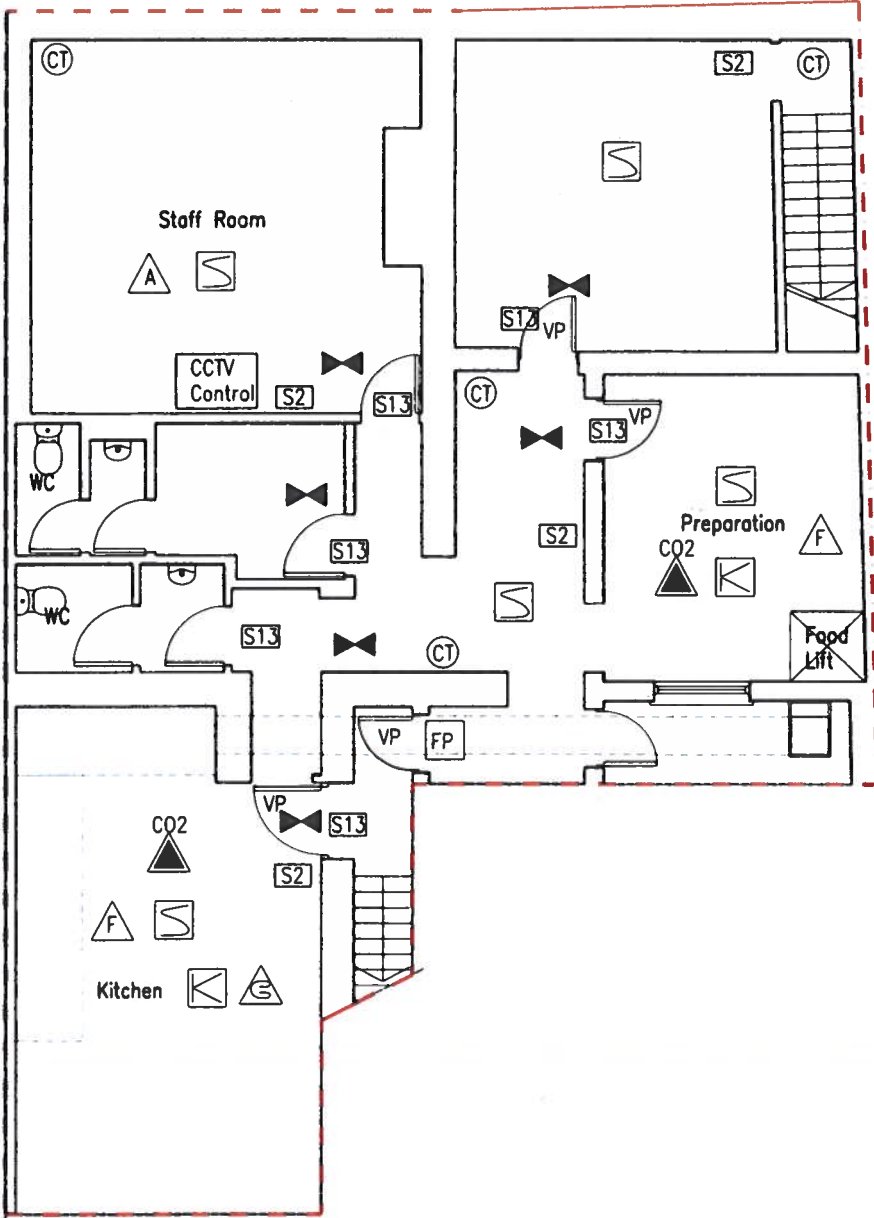 CT
S2
CT
Staff Room
A
S13
VP
CCTV
Control
S2
S13
CT
S13
VP
WC
S13
S2
Preparation
F
CO2
WC
S13
CT
Food
Lift
VP
FP
VP
CO2
S13
S2
F
Kitchen